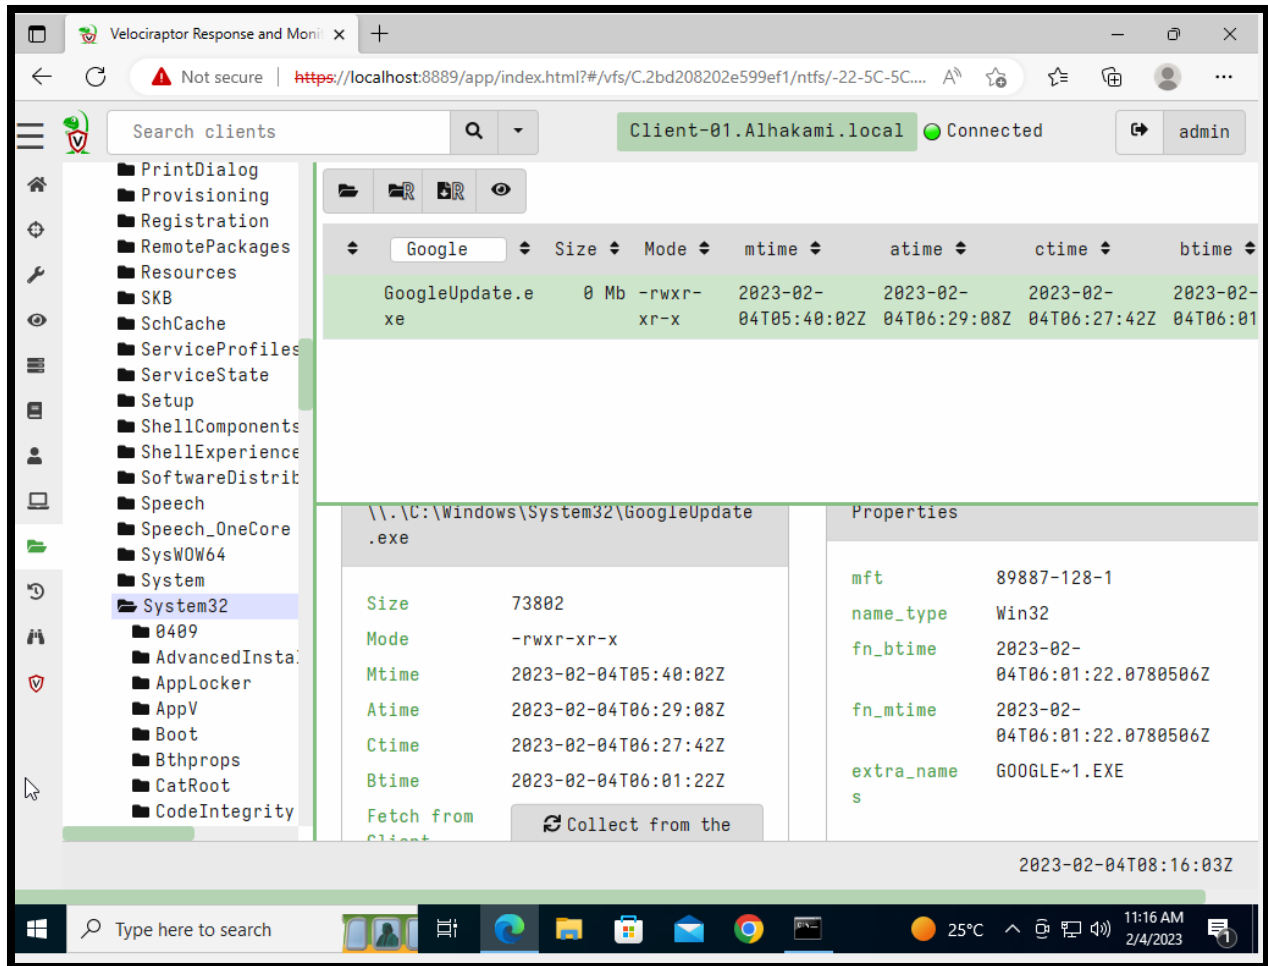 Velociraptor Response and Moni
Not secure | https://localhost:8889/app/index.html?#/vfs/C.2bd208202e599ef1/ntfs/-22-5C-5C....
Search clients
Client-01.Alhakami.local
Connected
admin
PrintDialog
Provisioning
Registration
RemotePackages
Resources
SKB
SchCache
ServiceProfiles
ServiceState
Setup
ShellComponents
ShellExperience
SoftwareDistrib
Speech
Speech_OneCore
SysWOW64
System
System32
0409
AdvancedInstal
AppLocker
AppV
Boot
Bthprops
CatRoot
CodeIntegrity
Google Size Mode mtime atime ctime btime
GoogleUpdate.e 0 Mb -rwxr- 2023-02- 2023-02- 2023-02- 2023-02-
xe xr-x 04T05:40:02Z 04T06:29:08Z 04T06:27:42Z 04T06:01
\\.\C:\Windows\System32\GoogleUpdate
.exe
Size 73802
Mode -rwxr-xr-x
Mtime 2023-02-04T05:40:02Z
Atime 2023-02-04T06:29:08Z
Ctime 2023-02-04T06:27:42Z
Btime 2023-02-04T06:01:22Z
Fetch from
Client
Collect from the
Properties
mft 89887-128-1
name_type Win32
fn_btime 2023-02-
04T06:01:22.0780506Z
fn_mtime 2023-02-
04T06:01:22.0780506Z
extra_name GOOGLE~1.EXE
s
2023-02-04T08:16:03Z
Type here to search
25°C
11:16 AM
2/4/2023
1